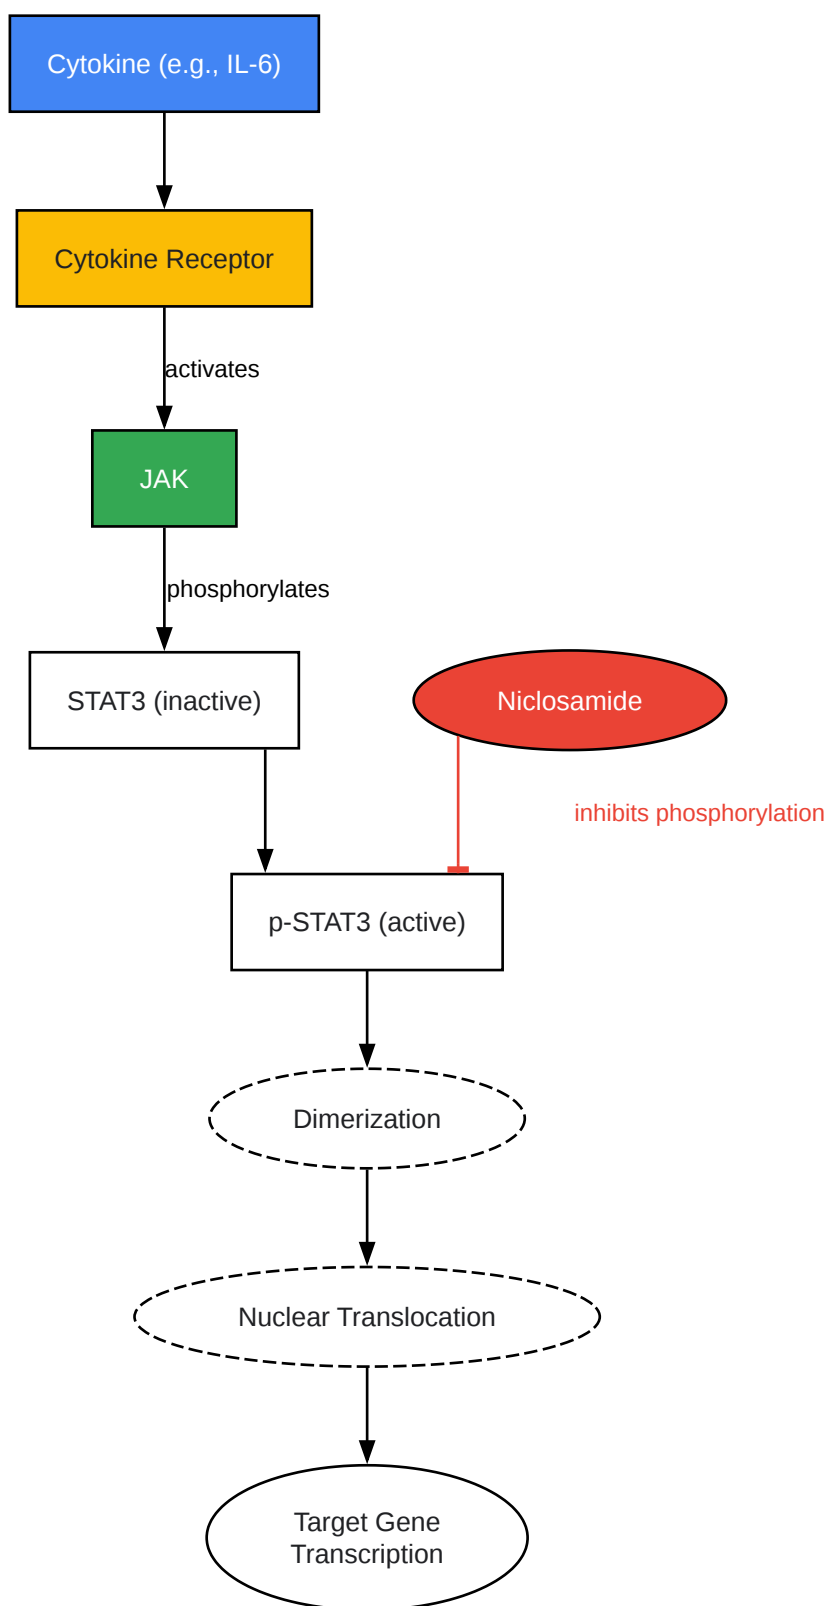 Cytokine (e.g., IL-6)
Cytokine Receptor
activates
JAK
phosphorylates
STAT3 (inactive)
Niclosamide
inhibits phosphorylation
p-STAT3 (active)
Dimerization
Nuclear Translocation
Target Gene
Transcription